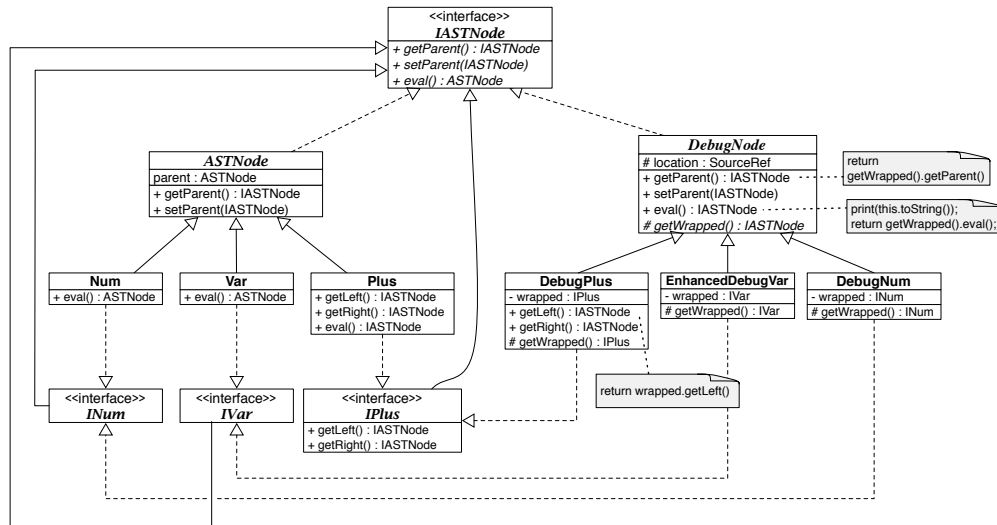 <<interface>>
IASTNode
+ getParent() : IASTNode
+ setParent(IASTNode)
+ eval() : ASTNode
ASTNode
parent : ASTNode
+ getParent() : IASTNode
+ setParent(IASTNode)
DebugNode
# location : SourceRef
+ getParent() : IASTNode
+ setParent(IASTNode)
+ eval() : IASTNode
# getWrapped() : IASTNode
return
getWrapped().getParent()
print(this.toString());
return getWrapped().eval();
Num
+ eval() : ASTNode
Var
+ eval() : ASTNode
Plus
+ getLeft() : IASTNode
+ getRight() : IASTNode
+ eval() : IASTNode
DebugPlus
- wrapped : IPlus
+ getLeft() : IASTNode
+ getRight() : IASTNode
# getWrapped() : IPlus
EnhancedDebugVar
- wrapped : IVar
# getWrapped() : IVar
DebugNum
- wrapped : INum
# getWrapped() : INum
return wrapped.getLeft()
<<interface>>
INum
<<interface>>
IVar
<<interface>>
IPlus
+ getLeft() : IASTNode
+ getRight() : IASTNode